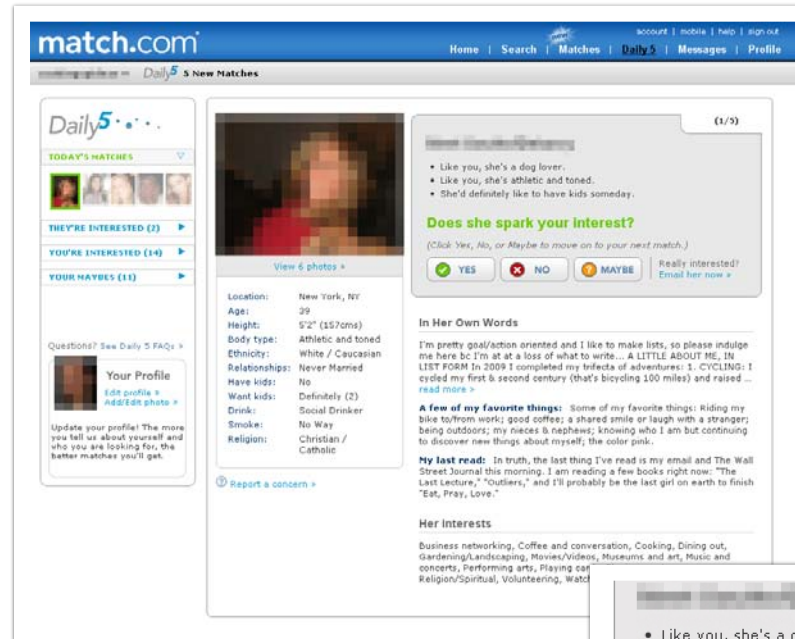 match.com
account | mobile | help | sign out
Home | Search | Matches | Daily 5 | Messages | Profile
Daily5 5 New Matches
Daily5
TODAY'S MATCHES
THEY'RE INTERESTED (2)
YOU'RE INTERESTED (14)
YOUR MAYBES (11)
Questions? See Daily 5 FAQs »
Your Profile
Edit profile »
Add/Edit photo »
Update your profile! The more
you tell us about yourself and
who you are looking for, the
better matches you'll get.
View 6 photos »
Location: New York, NY
Age: 39
Height: 5'2" (157cms)
Body type: Athletic and toned
Ethnicity: White / Caucasian
Relationships: Never Married
Have kids: No
Want kids: Definitely (2)
Drink: Social Drinker
Smoke: No Way
Religion: Christian /
Catholic
Report a concern »
(1/5)
• Like you, she's a dog lover.
• Like you, she's athletic and toned.
• She'd definitely like to have kids someday.
Does she spark your interest?
(Click Yes, No, or Maybe to move on to your next match.)
YES
NO
MAYBE
Really interested?
Email her now »
In Her Own Words
I'm pretty goal/action oriented and I like to make lists, so please indulge
me here bc I'm at at a loss of what to write... A LITTLE ABOUT ME, IN
LIST FORM In 2009 I completed my trifecta of adventures: 1. CYCLING: I
cycled my first & second century (that's bicycling 100 miles) and raised ...
read more »
A few of my favorite things: Some of my favorite things: Riding my
bike to/from work; good coffee; a shared smile or laugh with a stranger;
being outdoors; my nieces & nephews; knowing who I am but continuing
to discover new things about myself; the color pink.
My last read: In truth, the last thing I've read is my email and The Wall
Street Journal this morning. I am reading a few books right now: "The
Last Lecture," "Outliers," and I'll probably be the last girl on earth to finish
"Eat, Pray, Love."
Her Interests
Business networking, Coffee and conversation, Cooking, Dining out,
Gardening/Landscaping, Movies/Videos, Museums and art, Music and
concerts, Performing arts, Playing
Religion/Spiritual, Volunteering,
• Like you, she's a